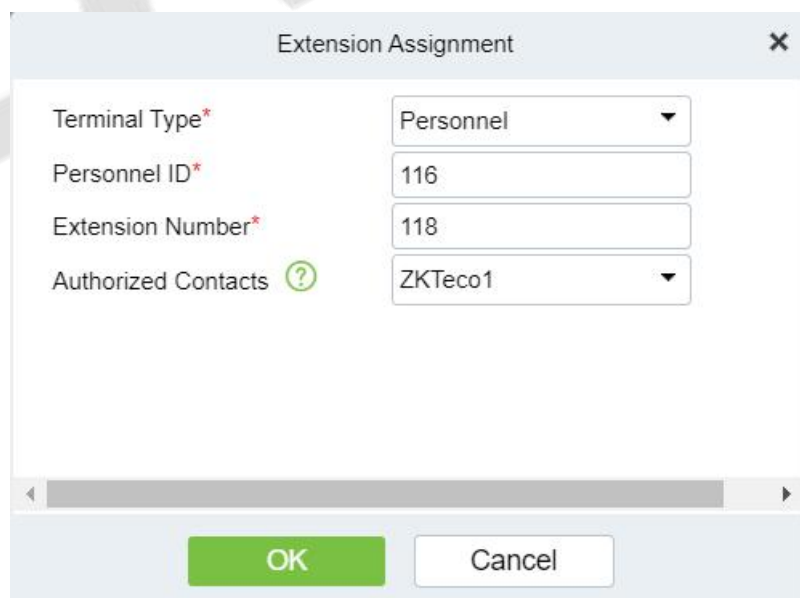 Extension Assignment ×
Terminal Type* Personnel
Personnel ID* 116
Extension Number* 118
Authorized Contacts ? ZKTeco1
OK Cancel